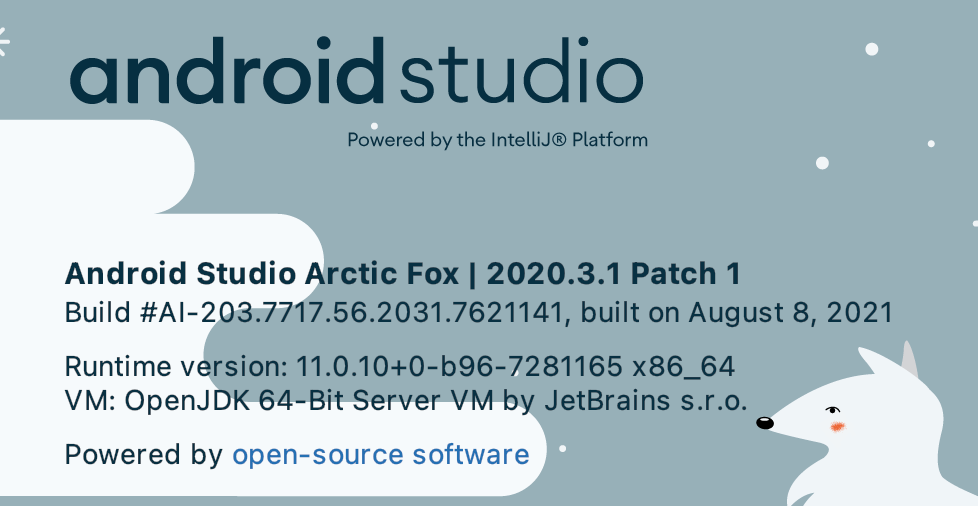 android studio
Powered by the IntelliJ® Platform
Android Studio Arctic Fox | 2020.3.1 Patch 1
Build #AI-203.7717.56.2031.7621141, built on August 8, 2021
Runtime version: 11.0.10+0-b96-7281165 x86_64
VM: OpenJDK 64-Bit Server VM by JetBrains s.r.o.
Powered by open-source software